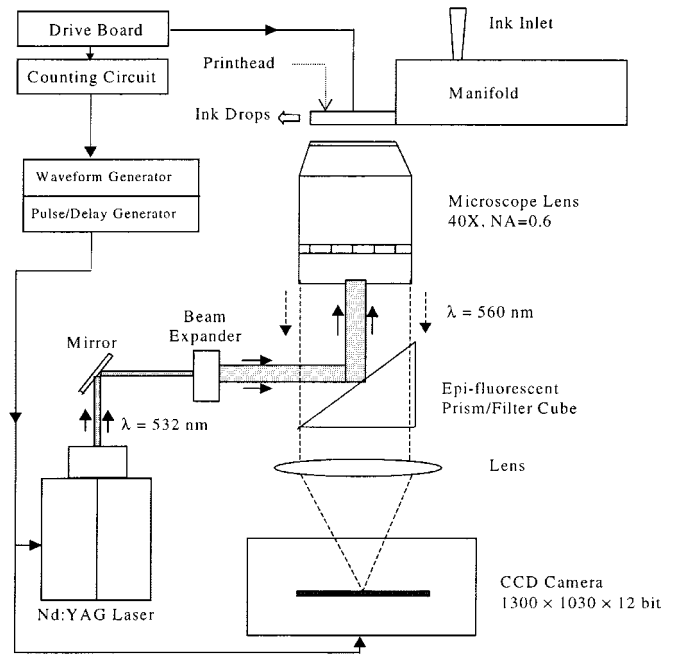 Drive Board
Counting Circuit
Waveform Generator
Pulse/Delay Generator
Ink Inlet
Printhead
Manifold
Ink Drops
Microscope Lens
40X, NA=0.6
λ = 560 nm
Beam
Expander
Mirror
λ = 532 nm
Epi-fluorescent
Prism/Filter Cube
Lens
Nd:YAG Laser
CCD Camera
1300 × 1030 × 12 bit